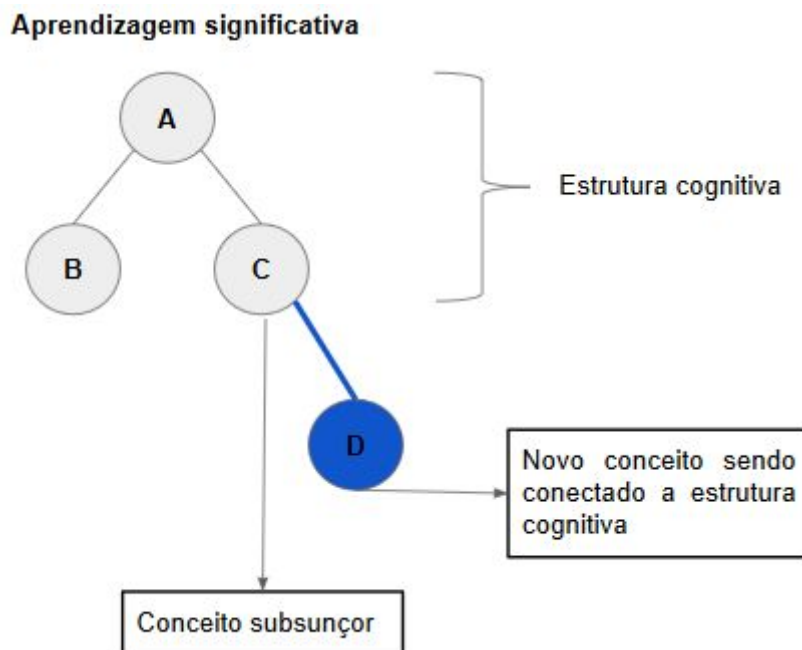 Aprendizagem significativa
A
Estrutura cognitiva
B
C
D
Novo conceito sendo
conectado a estrutura
cognitiva
Conceito subsunçor